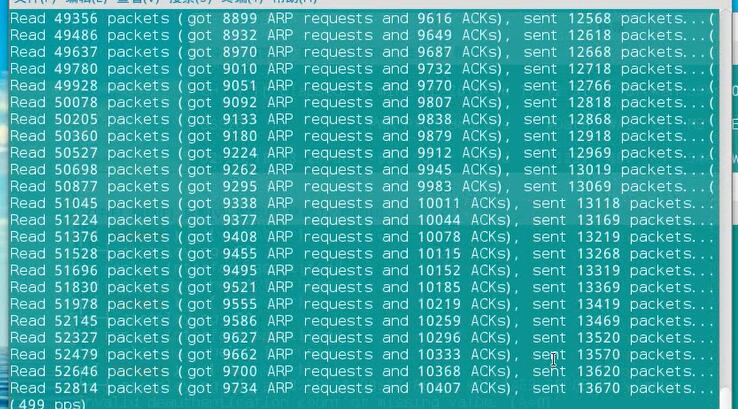 Read 49356 packets (got 8899 ARP requests and 9616 ACKs), sent 12568 packets...(
Read 49486 packets (got 8932 ARP requests and 9649 ACKs), sent 12618 packets...(
Read 49637 packets (got 8970 ARP requests and 9687 ACKs), sent 12668 packets...(
Read 49780 packets (got 9010 ARP requests and 9732 ACKs), sent 12718 packets...(
Read 49928 packets (got 9051 ARP requests and 9770 ACKs), sent 12766 packets...(
Read 50078 packets (got 9092 ARP requests and 9807 ACKs), sent 12818 packets...(
Read 50205 packets (got 9133 ARP requests and 9838 ACKs), sent 12868 packets...(
Read 50360 packets (got 9180 ARP requests and 9879 ACKs), sent 12918 packets...(
Read 50527 packets (got 9224 ARP requests and 9912 ACKs), sent 12969 packets...(
Read 50698 packets (got 9262 ARP requests and 9945 ACKs), sent 13019 packets...(
Read 50877 packets (got 9295 ARP requests and 9983 ACKs), sent 13069 packets...(
Read 51045 packets (got 9338 ARP requests and 10011 ACKs), sent 13118 packets...
Read 51224 packets (got 9377 ARP requests and 10044 ACKs), sent 13169 packets...
Read 51376 packets (got 9408 ARP requests and 10078 ACKs), sent 13219 packets...
Read 51528 packets (got 9455 ARP requests and 10115 ACKs), sent 13268 packets...
Read 51696 packets (got 9495 ARP requests and 10152 ACKs), sent 13319 packets...
Read 51830 packets (got 9521 ARP requests and 10185 ACKs), sent 13369 packets...
Read 51978 packets (got 9555 ARP requests and 10219 ACKs), sent 13419 packets...
Read 52145 packets (got 9586 ARP requests and 10259 ACKs), sent 13469 packets...
Read 52327 packets (got 9627 ARP requests and 10296 ACKs), sent 13520 packets...
Read 52479 packets (got 9662 ARP requests and 10333 ACKs), sent 13570 packets...
Read 52646 packets (got 9700 ARP requests and 10368 ACKs), sent 13620 packets...
Read 52814 packets (got 9734 ARP requests and 10407 ACKs), sent 13670 packets...
(499 pps)